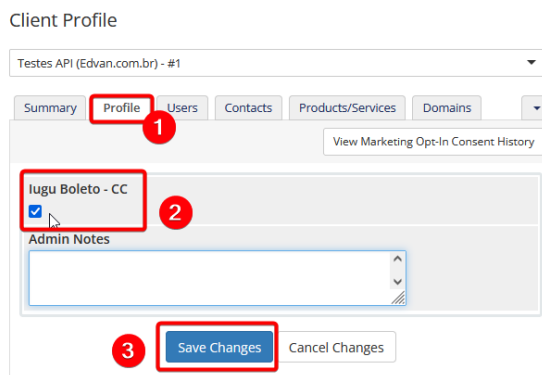 Client Profile
Testes API (Edvan.com.br) - #1
Summary Profile Users Contacts Products/Services Domains
1
View Marketing Opt-In Consent History
Iugu Boleto - CC
2
Admin Notes
3 Save Changes Cancel Changes